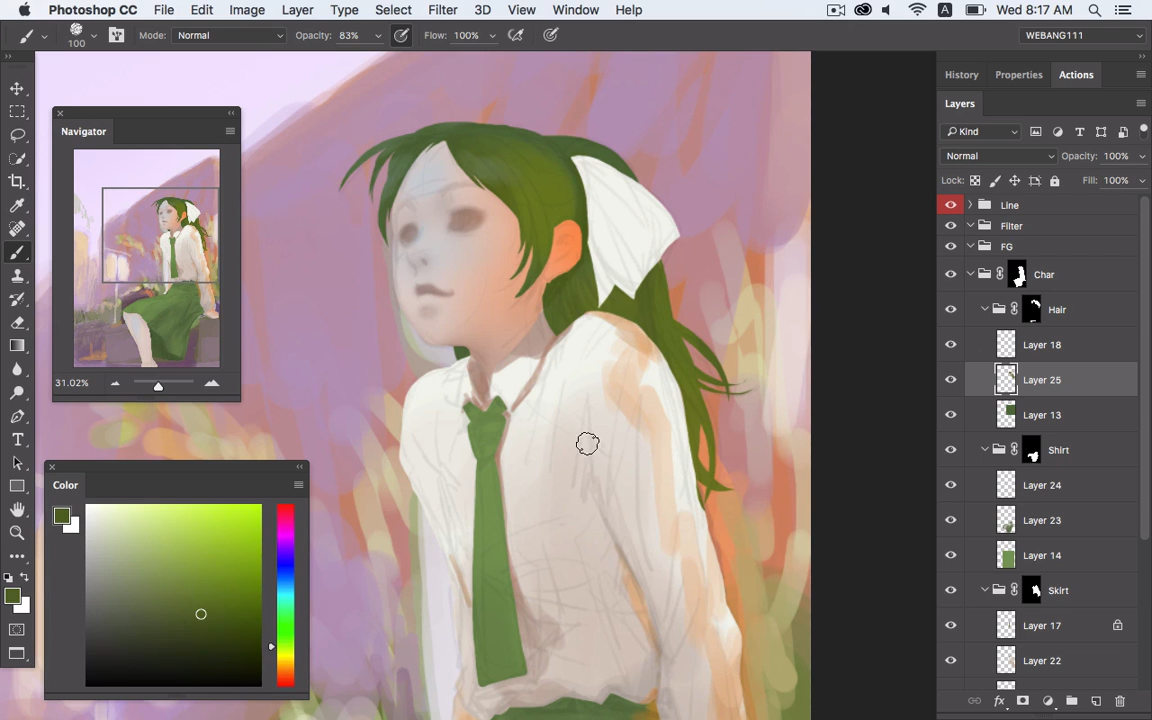 Photoshop CC File Edit Image Layer Type Select Filter 3D View Window Help A Wed 8:17 AM
100 Mode: Normal Opacity: 83% Flow: 100% WEBANG111
History Properties Actions
Layers
Kind T
Normal Opacity: 100%
Lock: Fill: 100%
Line
Filter
FG
Char
Hair
Layer 18
Layer 25
Layer 13
Shirt
Layer 24
Layer 23
Layer 14
Skirt
Layer 17
Layer 22
fx
Navigator
31.02%
Color
T